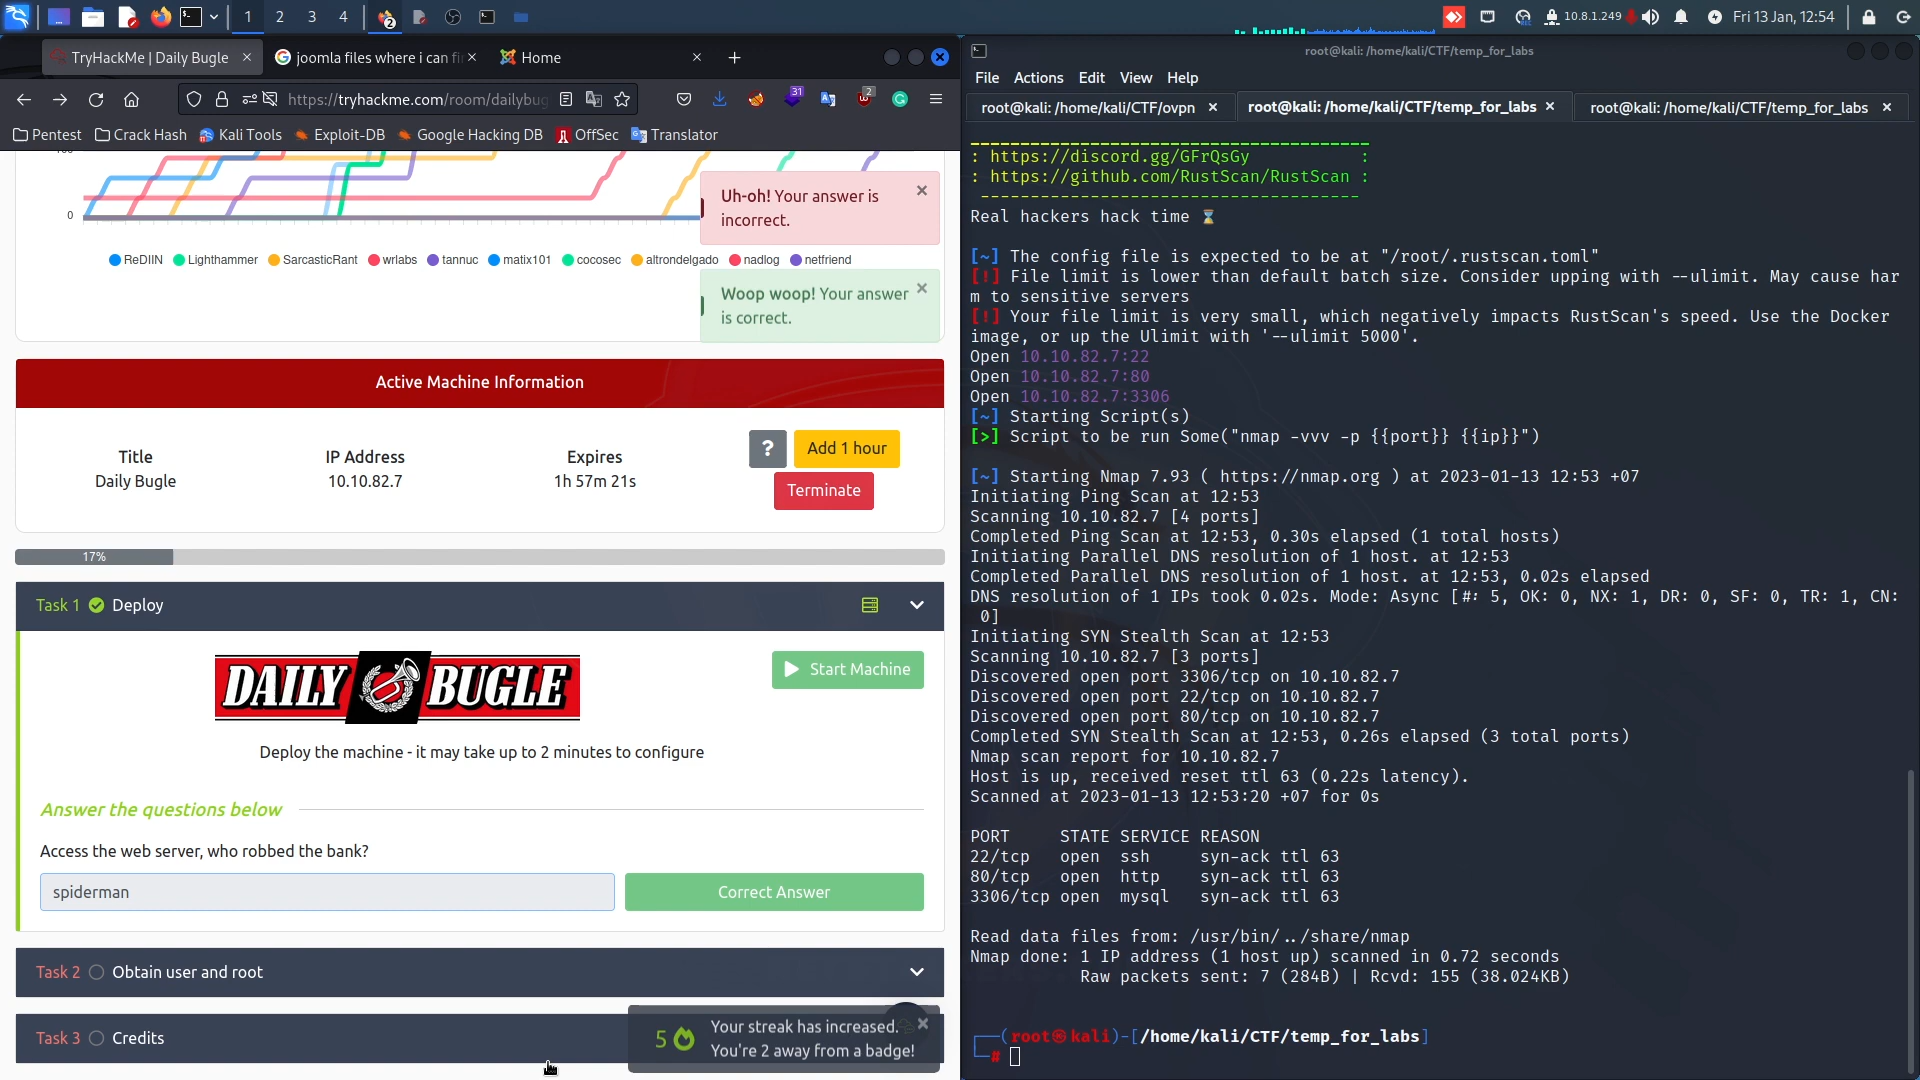 1 2 3 4
2
10.8.1.249
Fri 13 Jan, 12:54
TryHackMe | Daily Bugle
joomla files where i can fi
Home
https://tryhackme.com/room/dailybug
31
2
Pentest
Crack Hash
Kali Tools
Exploit-DB
Google Hacking DB
OffSec
Translator
0
ReDIIN Lighthammer SarcasticRant wrlabs tannuc matix101 cocosec altrondelgado nadlog netfriend
Uh-oh! Your answer is
incorrect.
Woop woop! Your answer
is correct.
Active Machine Information
Title IP Address Expires
Daily Bugle 10.10.82.7 1h 57m 21s
? Add 1 hour
Terminate
17%
Task 1 Deploy
DAILY BUGLE
Start Machine
Deploy the machine - it may take up to 2 minutes to configure
Answer the questions below
Access the web server, who robbed the bank?
spiderman
Correct Answer
Task 2 Obtain user and root
Task 3 Credits
5
Your streak has increased.
You're 2 away from a badge!
root@kali: /home/kali/CTF/temp_for_labs
File Actions Edit View Help
root@kali: /home/kali/CTF/ovpn
root@kali: /home/kali/CTF/temp_for_labs
root@kali: /home/kali/CTF/temp_for_labs
: https://discord.gg/GFrQsGy :
: https://github.com/RustScan/RustScan :
--------------------------------------
Real hackers hack time ⌛
[~] The config file is expected to be at "/root/.rustscan.toml"
[!] File limit is lower than default batch size. Consider upping with --ulimit. May cause har
m to sensitive servers
[!] Your file limit is very small, which negatively impacts RustScan's speed. Use the Docker
image, or up the Ulimit with '--ulimit 5000'.
Open 10.10.82.7:22
Open 10.10.82.7:80
Open 10.10.82.7:3306
[~] Starting Script(s)
[>] Script to be run Some("nmap -vvv -p {{port}} {{ip}}")
[~] Starting Nmap 7.93 ( https://nmap.org ) at 2023-01-13 12:53 +07
Initiating Ping Scan at 12:53
Scanning 10.10.82.7 [4 ports]
Completed Ping Scan at 12:53, 0.30s elapsed (1 total hosts)
Initiating Parallel DNS resolution of 1 host. at 12:53
Completed Parallel DNS resolution of 1 host. at 12:53, 0.02s elapsed
DNS resolution of 1 IPs took 0.02s. Mode: Async [#: 5, OK: 0, NX: 1, DR: 0, SF: 0, TR: 1, CN:
0]
Initiating SYN Stealth Scan at 12:53
Scanning 10.10.82.7 [3 ports]
Discovered open port 3306/tcp on 10.10.82.7
Discovered open port 22/tcp on 10.10.82.7
Discovered open port 80/tcp on 10.10.82.7
Completed SYN Stealth Scan at 12:53, 0.26s elapsed (3 total ports)
Nmap scan report for 10.10.82.7
Host is up, received reset ttl 63 (0.22s latency).
Scanned at 2023-01-13 12:53:20 +07 for 0s
PORT STATE SERVICE REASON
22/tcp open ssh syn-ack ttl 63
80/tcp open http syn-ack ttl 63
3306/tcp open mysql syn-ack ttl 63
Read data files from: /usr/bin/../share/nmap
Nmap done: 1 IP address (1 host up) scanned in 0.72 seconds
Raw packets sent: 7 (284B) | Rcvd: 155 (38.024KB)
(root㉿kali)-[/home/kali/CTF/temp_for_labs]
#